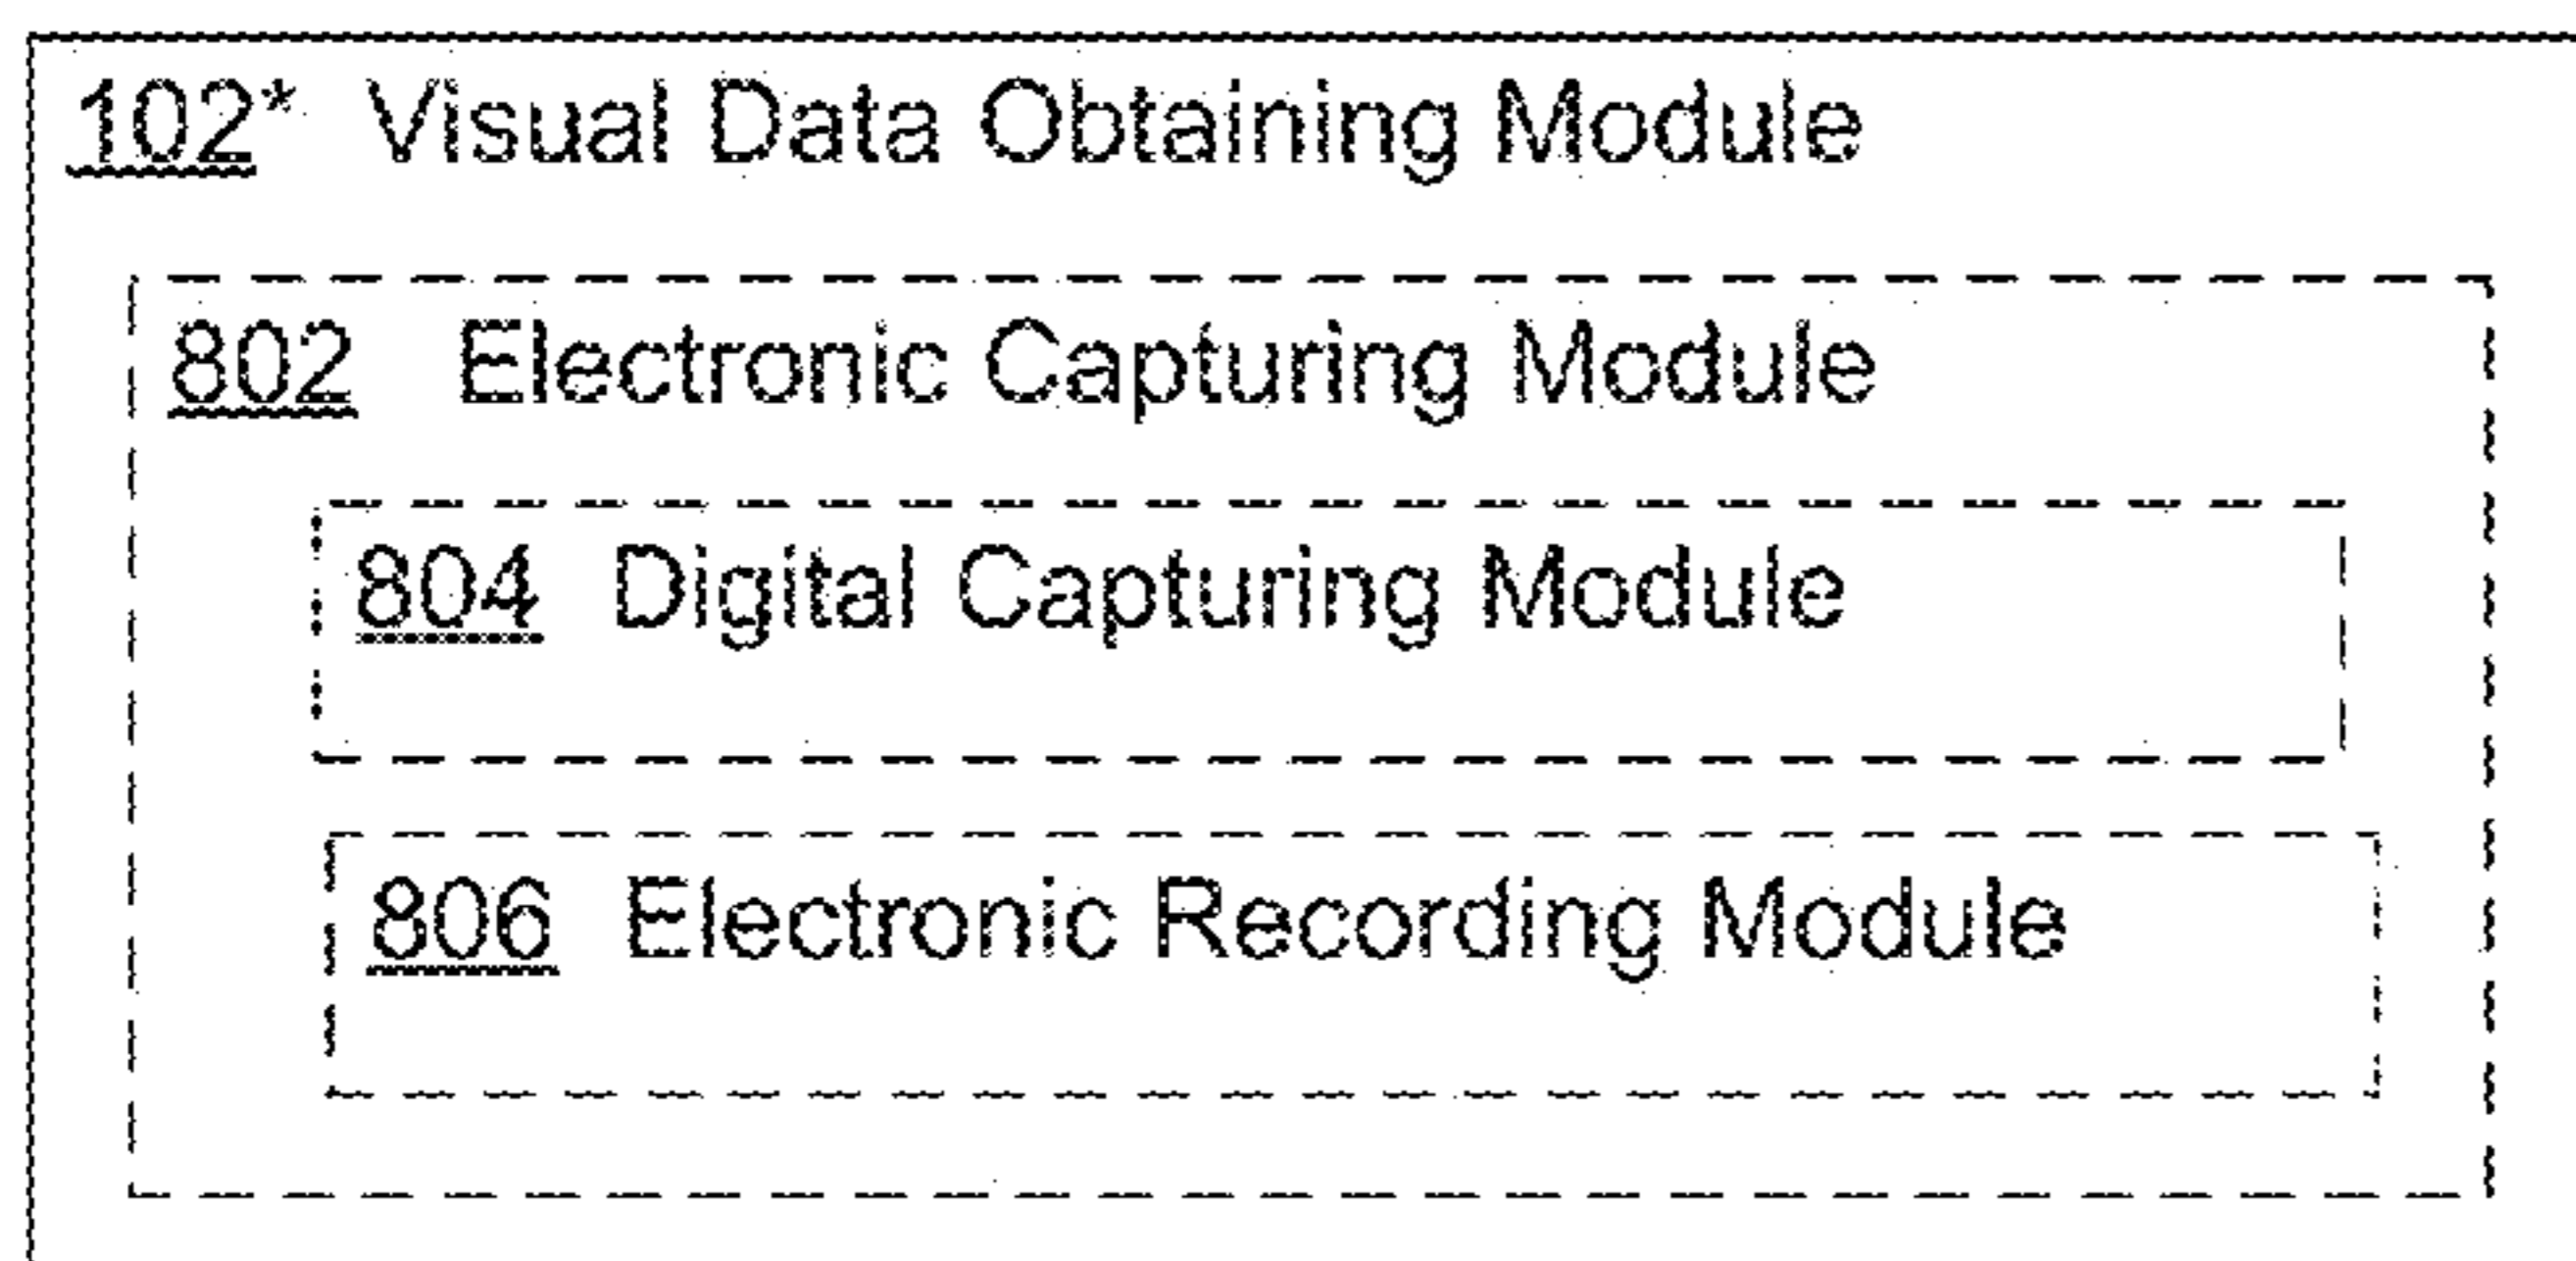 102* Visual Data Obtaining Module
802 Electronic Capturing Module
804 Digital Capturing Module
806 Electronic Recording Module